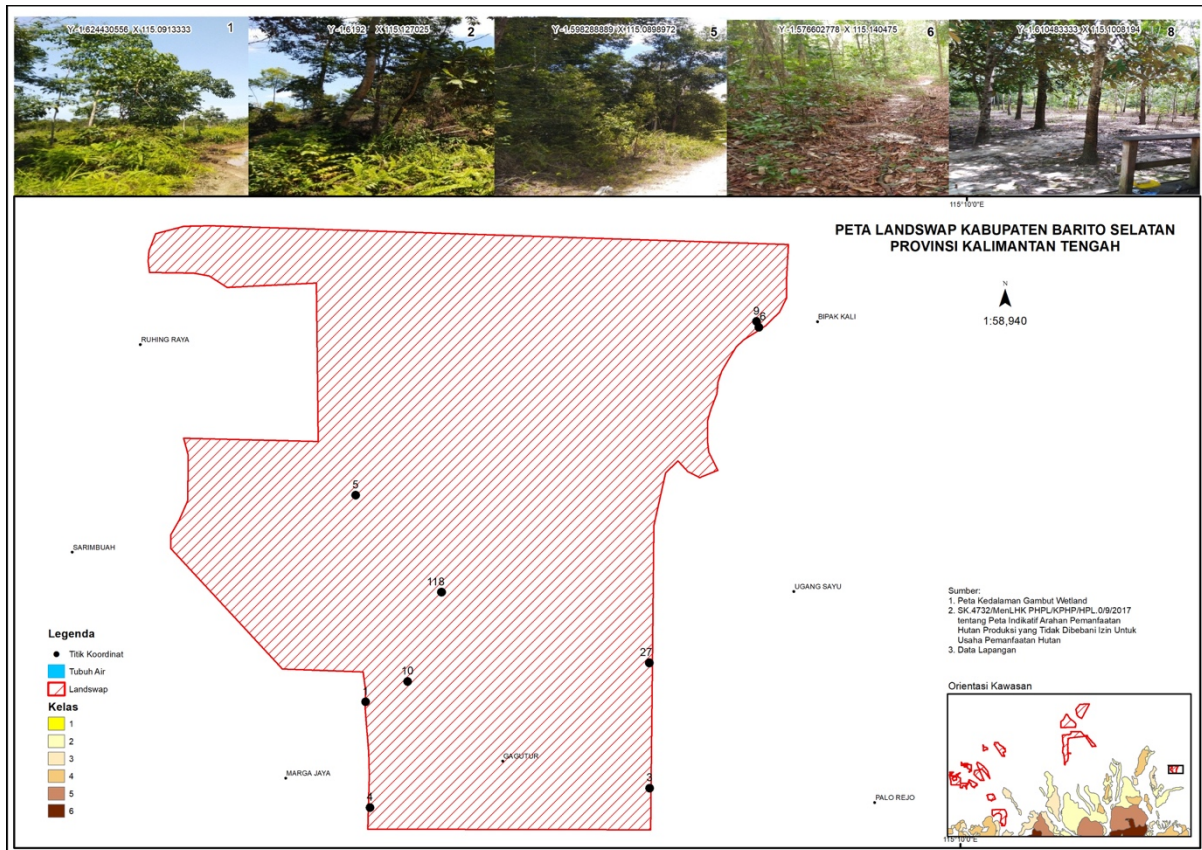 Y -1.624430556 X 115.0913333 1
Y -1.6192 X 115.127025 2
Y -1.598288889 X 115.0898972 5
Y -1.576602778 X 115.140475 6
Y -1.610483333 X 115.1008194 8
115°10'0"E
PETA LANDSWAP KABUPATEN BARITO SELATAN
PROVINSI KALIMANTAN TENGAH
N
1:58,940
9
6
BIPAK KALI
RUHING RAYA
5
SARIMBUAH
118
UGANG SAYU
27
10
1
GAGUTUR
MARGA JAYA
3
4
PALO REJO
Legenda
Titik Koordinat
Tubuh Air
Landswap
Kelas
1
2
3
4
5
6
Sumber:
1. Peta Kedalaman Gambut Wetland
2. SK.4732/MenLHK PHPL/KPHP/HPL.0/9/2017
tentang Peta Indikatif Arahan Pemanfaatan
Hutan Produksi yang Tidak Dibebani Izin Untuk
Usaha Pemanfaatan Hutan
3. Data Lapangan
Orientasi Kawasan
115°10'0"E